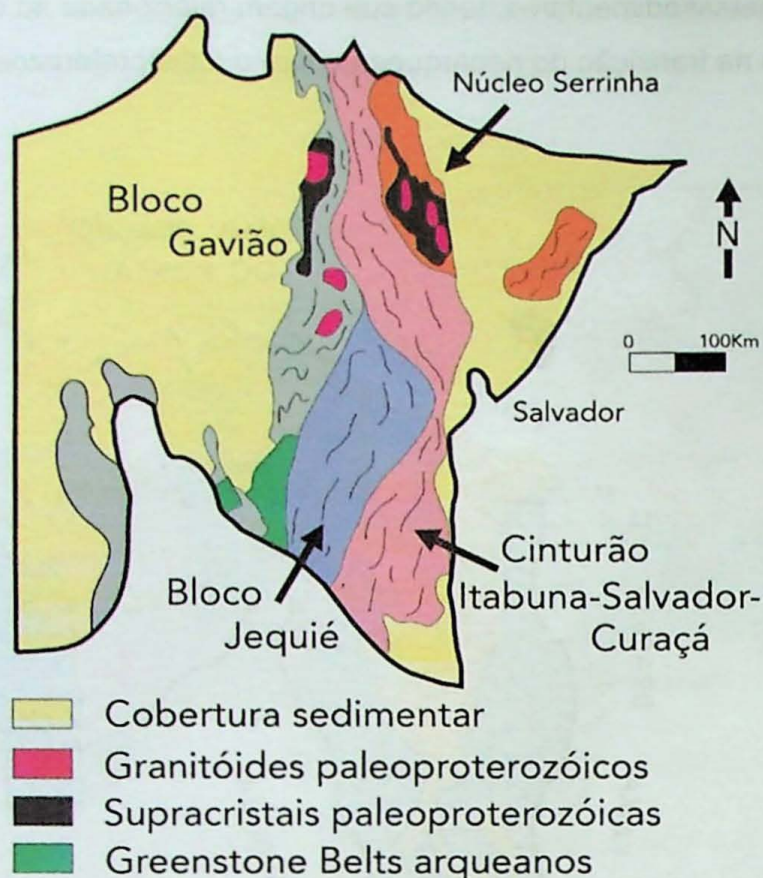 Núcleo Serrinha
Bloco
Gavião
N
0 100Km
Salvador
Cinturão
Itabuna-Salvador-
Curaçá
Bloco
Jequié
Cobertura sedimentar
Granitóides paleoproterozóicos
Supracristais paleoproterozóicas
Greenstone Belts arqueanos